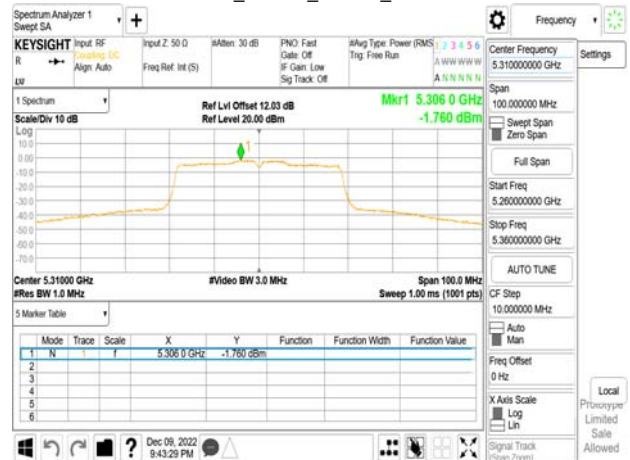 Spectrum Analyzer 1
Swept SA
Frequency
KEYSIGHT
Input: RF
Coupling: DC
Align: Auto
Input Z: 50 Ω
Freq Ref: Int (S)
#Atten: 30 dB
PNO: Fast
Gate: Off
IF Gain: Low
Sig Track: Off
#Avg Type: Power (RMS
Trig: Free Run
1 2 3 4 5 6
A WW WW W
A N N N N N
R
LU
Center Frequency
5.310000000 GHz
Settings
1 Spectrum
Scale/Div 10 dB
Ref Lvl Offset 12.03 dB
Ref Level 20.00 dBm
Mkr1 5.306 0 GHz
-1.760 dBm
Span
100.000000 MHz
Swept Span
Zero Span
Full Span
Start Freq
5.260000000 GHz
Stop Freq
5.360000000 GHz
AUTO TUNE
CF Step
10.000000 MHz
Auto
Man
Freq Offset
0 Hz
X Axis Scale
Log
Lin
Signal Track
(Span Zoom)
Log
10.0
0.00
-10.0
-20.0
-30.0
-40.0
-50.0
-60.0
-70.0
1
Center 5.31000 GHz
#Res BW 1.0 MHz
#Video BW 3.0 MHz
Span 100.0 MHz
Sweep 1.00 ms (1001 pts)
5 Marker Table
Mode Trace Scale X Y Function Function Width Function Value
1 N 1 f 5.306 0 GHz -1.760 dBm
2
3
4
5
6
Dec 09, 2022
9:43:29 PM
Local
Prototype
Limited
Sale
Allowed